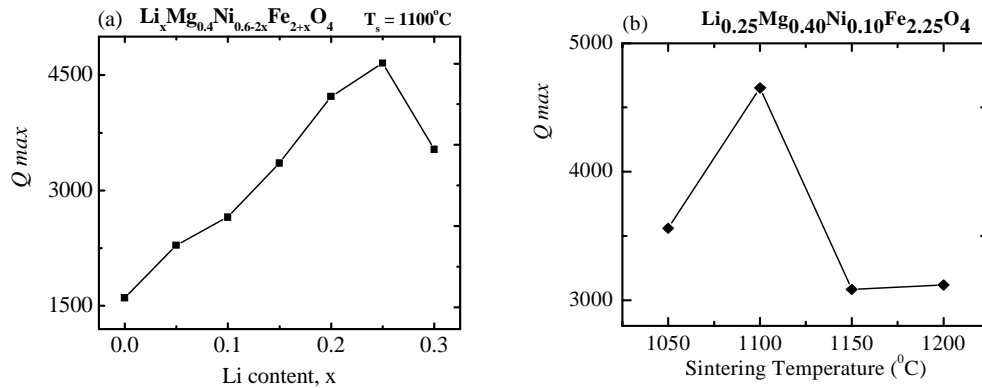 (a) LiₓMg₀.₄Ni₀.₆₋₂ₓFe₂₊ₓO₄ Tₛ = 1100°C
4500
3000
1500
Q max
0.0 0.1 0.2 0.3
Li content, x
(b) Li₀.₂₅Mg₀.₄₀Ni₀.₁₀Fe₂.₂₅O₄
5000
4000
3000
Q max
1050 1100 1150 1200
Sintering Temperature (⁰C)